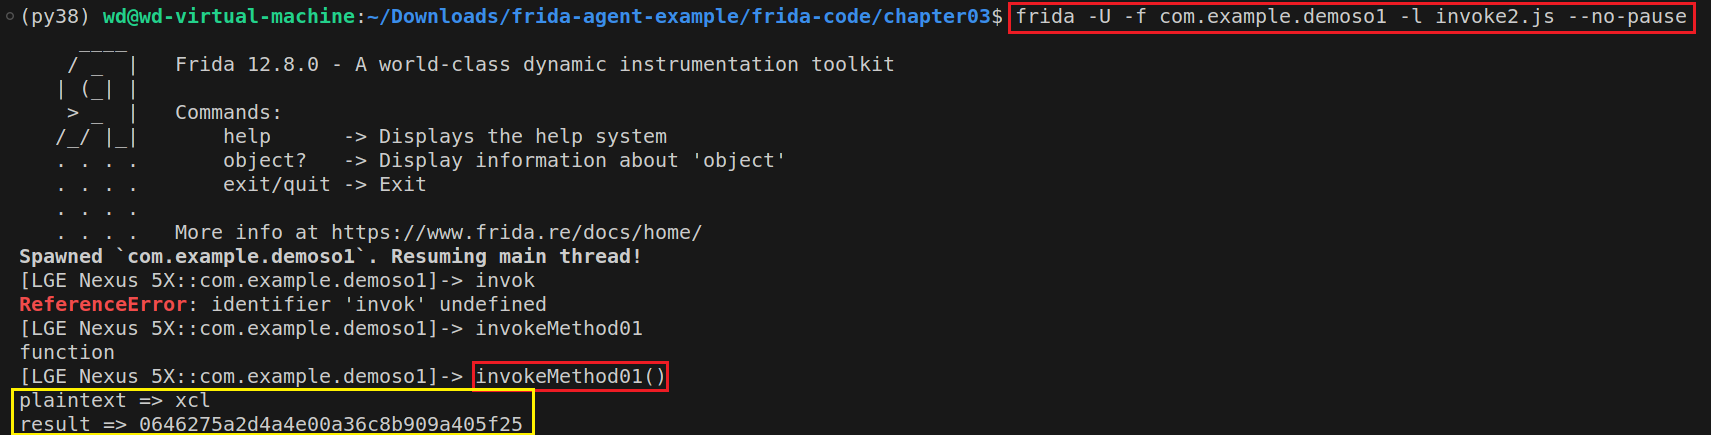 (py38) wd@wd-virtual-machine:~/Downloads/frida-agent-example/frida-code/chapter03$ frida -U -f com.example.demoso1 -l invoke2.js --no-pause
     ____
    / _  |   Frida 12.8.0 - A world-class dynamic instrumentation toolkit
   | (_| |
    > _  |   Commands:
   /_/ |_|       help      -> Displays the help system
   . . . .       object?   -> Display information about 'object'
   . . . .       exit/quit -> Exit
   . . . .
   . . . .   More info at https://www.frida.re/docs/home/
Spawned `com.example.demoso1`. Resuming main thread!
[LGE Nexus 5X::com.example.demoso1]-> invok
ReferenceError: identifier 'invok' undefined
[LGE Nexus 5X::com.example.demoso1]-> invokeMethod01
function
[LGE Nexus 5X::com.example.demoso1]-> invokeMethod01()
plaintext => xcl
result => 0646275a2d4a4e00a36c8b909a405f25